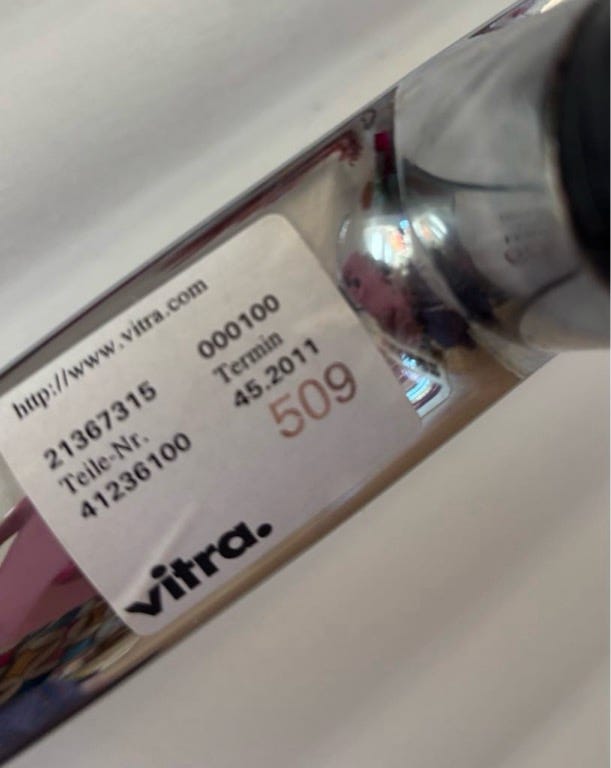 http://www.vitra.com
21367315 000100
Teile-Nr. Termin
41236100 45.2011
509
vitra.